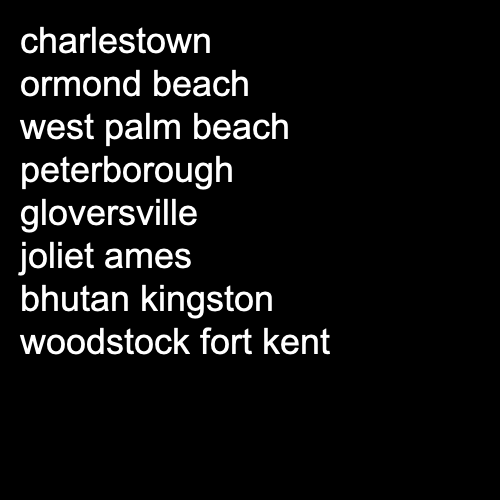 charlestown
ormond beach
west palm beach
peterborough
gloversville
joliet ames
bhutan kingston
woodstock fort kent